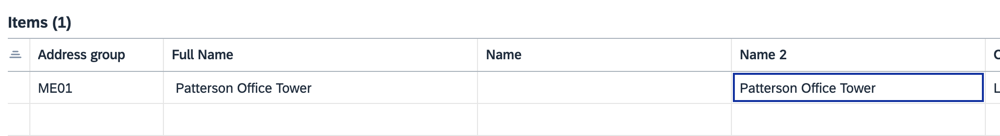 Items (1)
Address group Full Name Name Name 2
ME01 Patterson Office Tower Patterson Office Tower